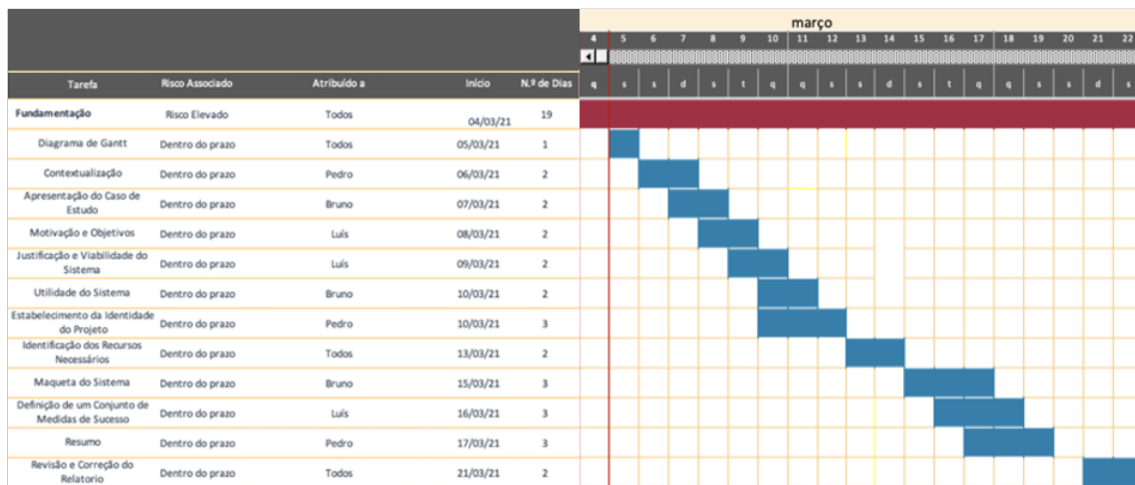 março
4 5 6 7 8 9 10 11 12 13 14 15 16 17 18 19 20 21 22
Tarefa Risco Associado Atribuído a Início N.º de Dias q s s d s t q q s s d s t q q s s d s
Fundamentação Risco Elevado Todos 04/03/21 19
Diagrama de Gantt Dentro do prazo Todos 05/03/21 1
Contextualização Dentro do prazo Pedro 06/03/21 2
Apresentação do Caso de
Estudo Dentro do prazo Bruno 07/03/21 2
Motivação e Objetivos Dentro do prazo Luís 08/03/21 2
Justificação e Viabilidade do
Sistema Dentro do prazo Luís 09/03/21 2
Utilidade do Sistema Dentro do prazo Bruno 10/03/21 2
Estabelecimento da Identidade
do Projeto Dentro do prazo Pedro 10/03/21 3
Identificação dos Recursos
Necessários Dentro do prazo Todos 13/03/21 2
Maqueta do Sistema Dentro do prazo Bruno 15/03/21 3
Definição de um Conjunto de
Medidas de Sucesso Dentro do prazo Luís 16/03/21 3
Resumo Dentro do prazo Pedro 17/03/21 3
Revisão e Correção do
Relatorio Dentro do prazo Todos 21/03/21 2